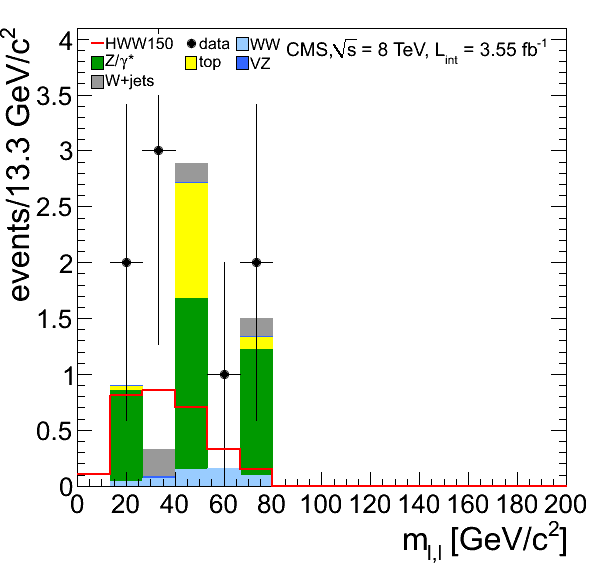 HWW150 data WW CMS,√s = 8 TeV, L_int = 3.55 fb⁻¹
Z/γ* top VZ
W+jets
events/13.3 GeV/c²
4
3.5
3
2.5
2
1.5
1
0.5
0
0 20 40 60 80 100 120 140 160 180 200
m_l,l [GeV/c²]